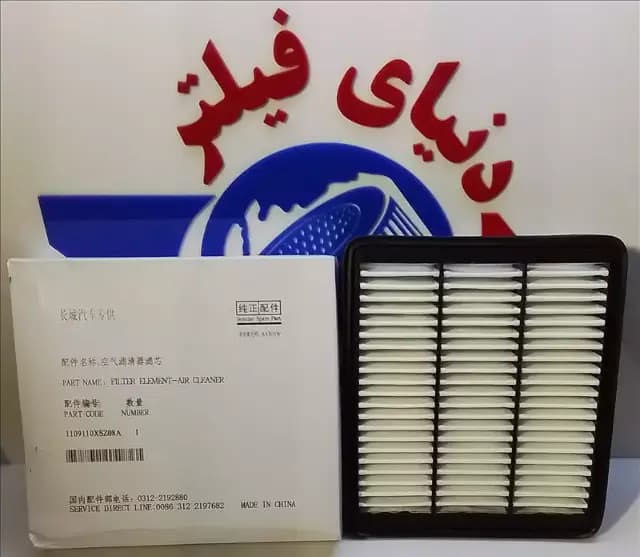 دنیای فیلتر
长城汽车专供
纯正配件
Genuine Spare Part
配件名称:空气滤清器滤芯
PART NAME: FILTER ELEMENT-AIR CLEANER
配件编号: 数量
PART CODE NUMBER
1109110XSZ08A 1
国内配件部电话:0312-2192880
SERVICE DIRECT LINE:0086 312 2197682 MADE IN CHINA